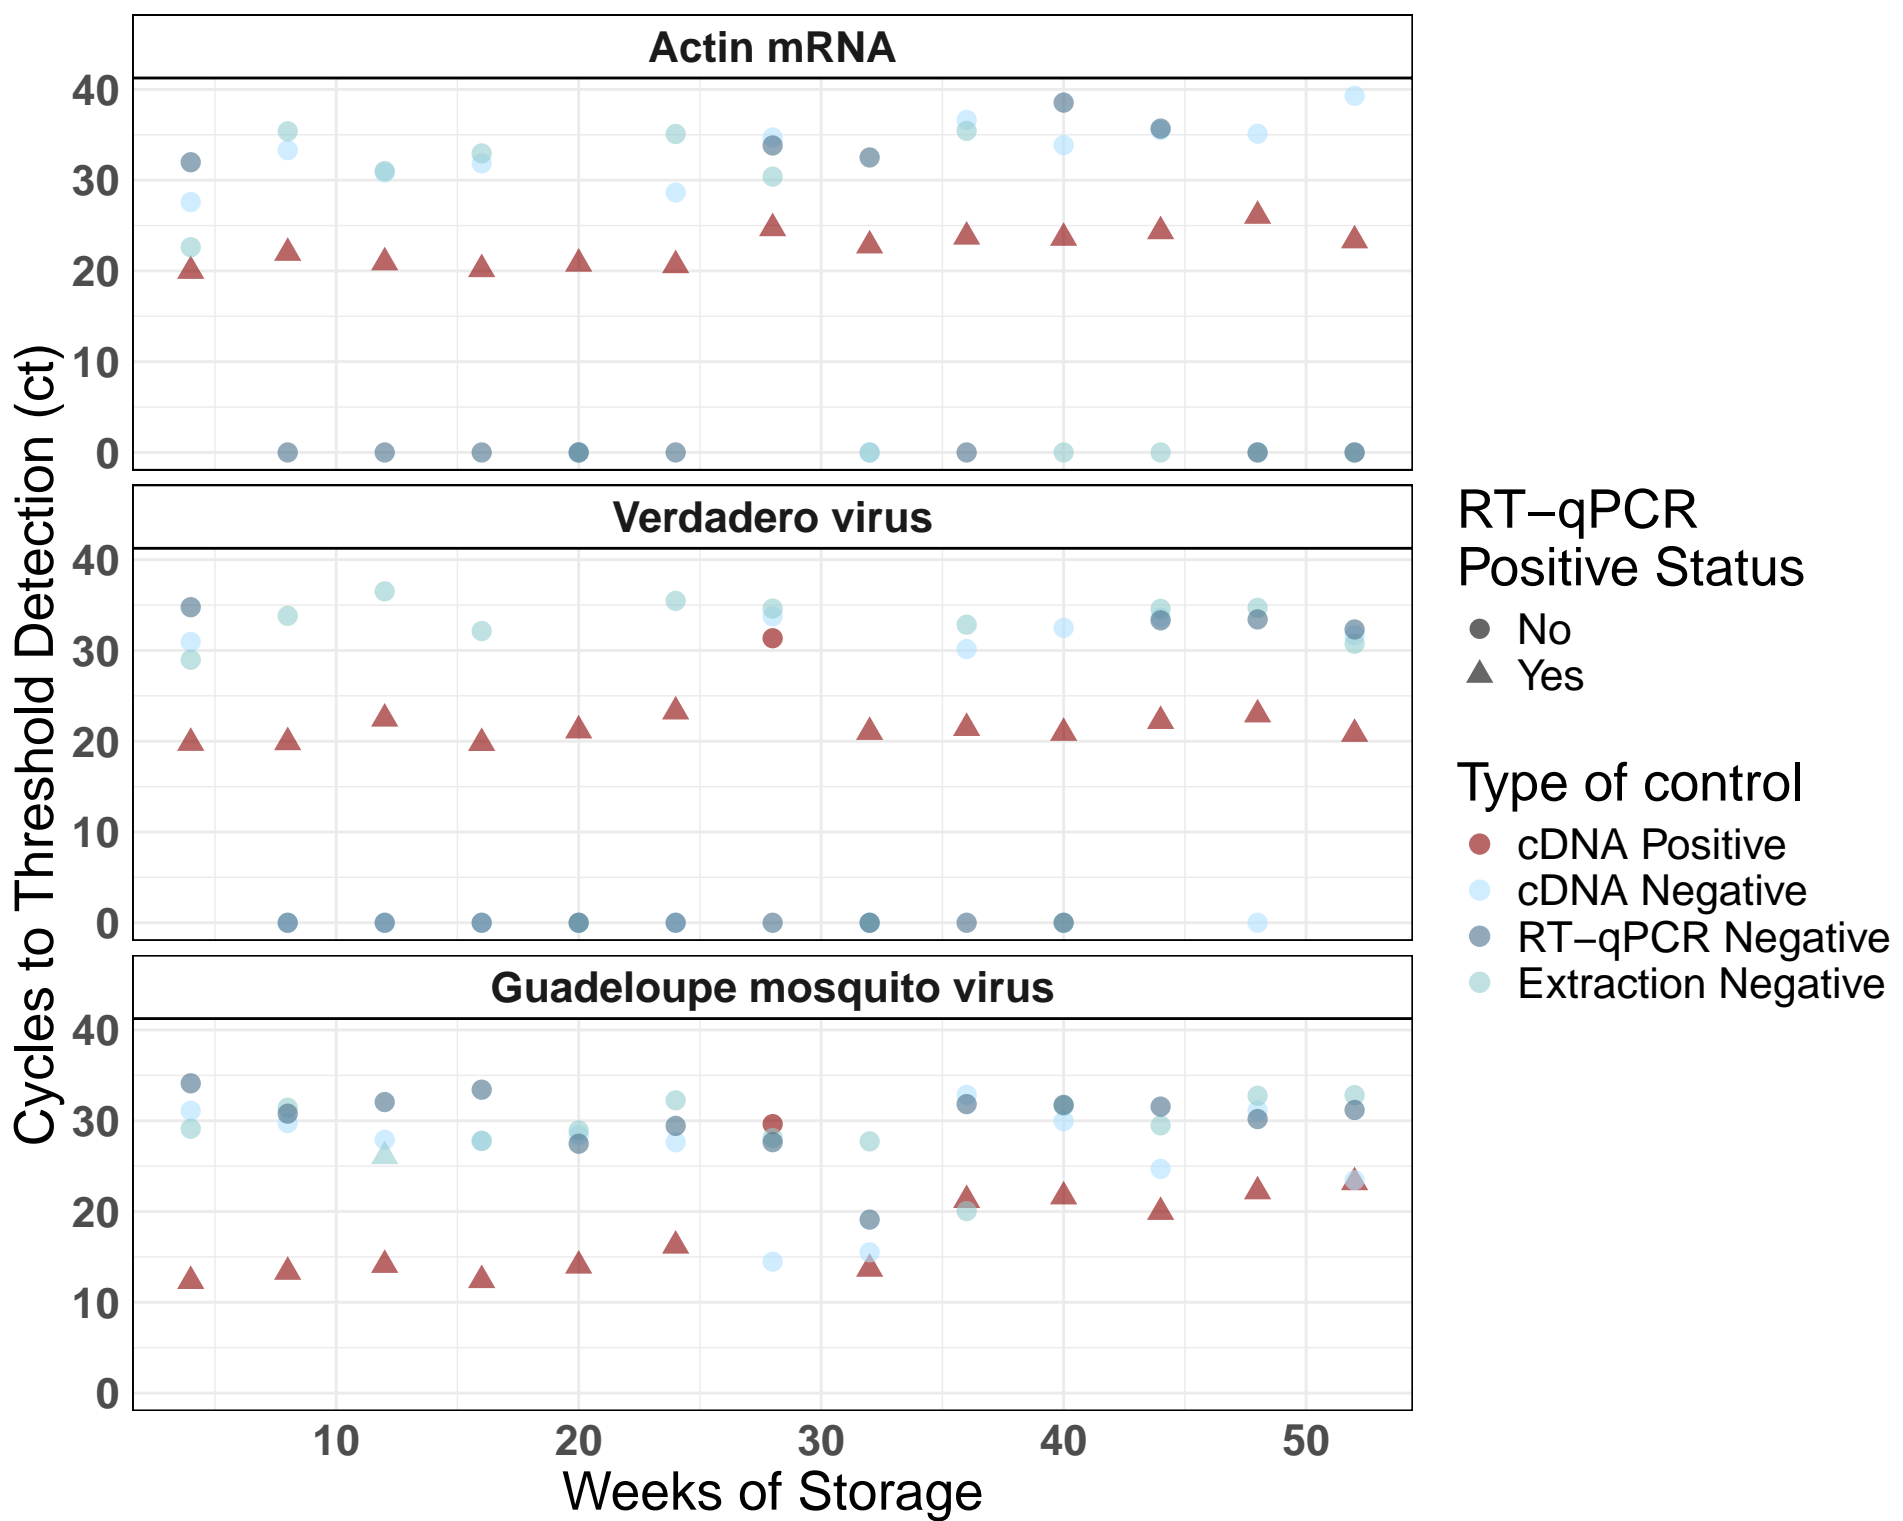 Actin mRNA
40
30
20
10
0
Verdadero virus
40
30
20
10
0
Guadeloupe mosquito virus
40
30
20
10
0
10 20 30 40 50
Weeks of Storage
Cycles to Threshold Detection (ct)
RT−qPCR
Positive Status
No
Yes
Type of control
cDNA Positive
cDNA Negative
RT−qPCR Negative
Extraction Negative